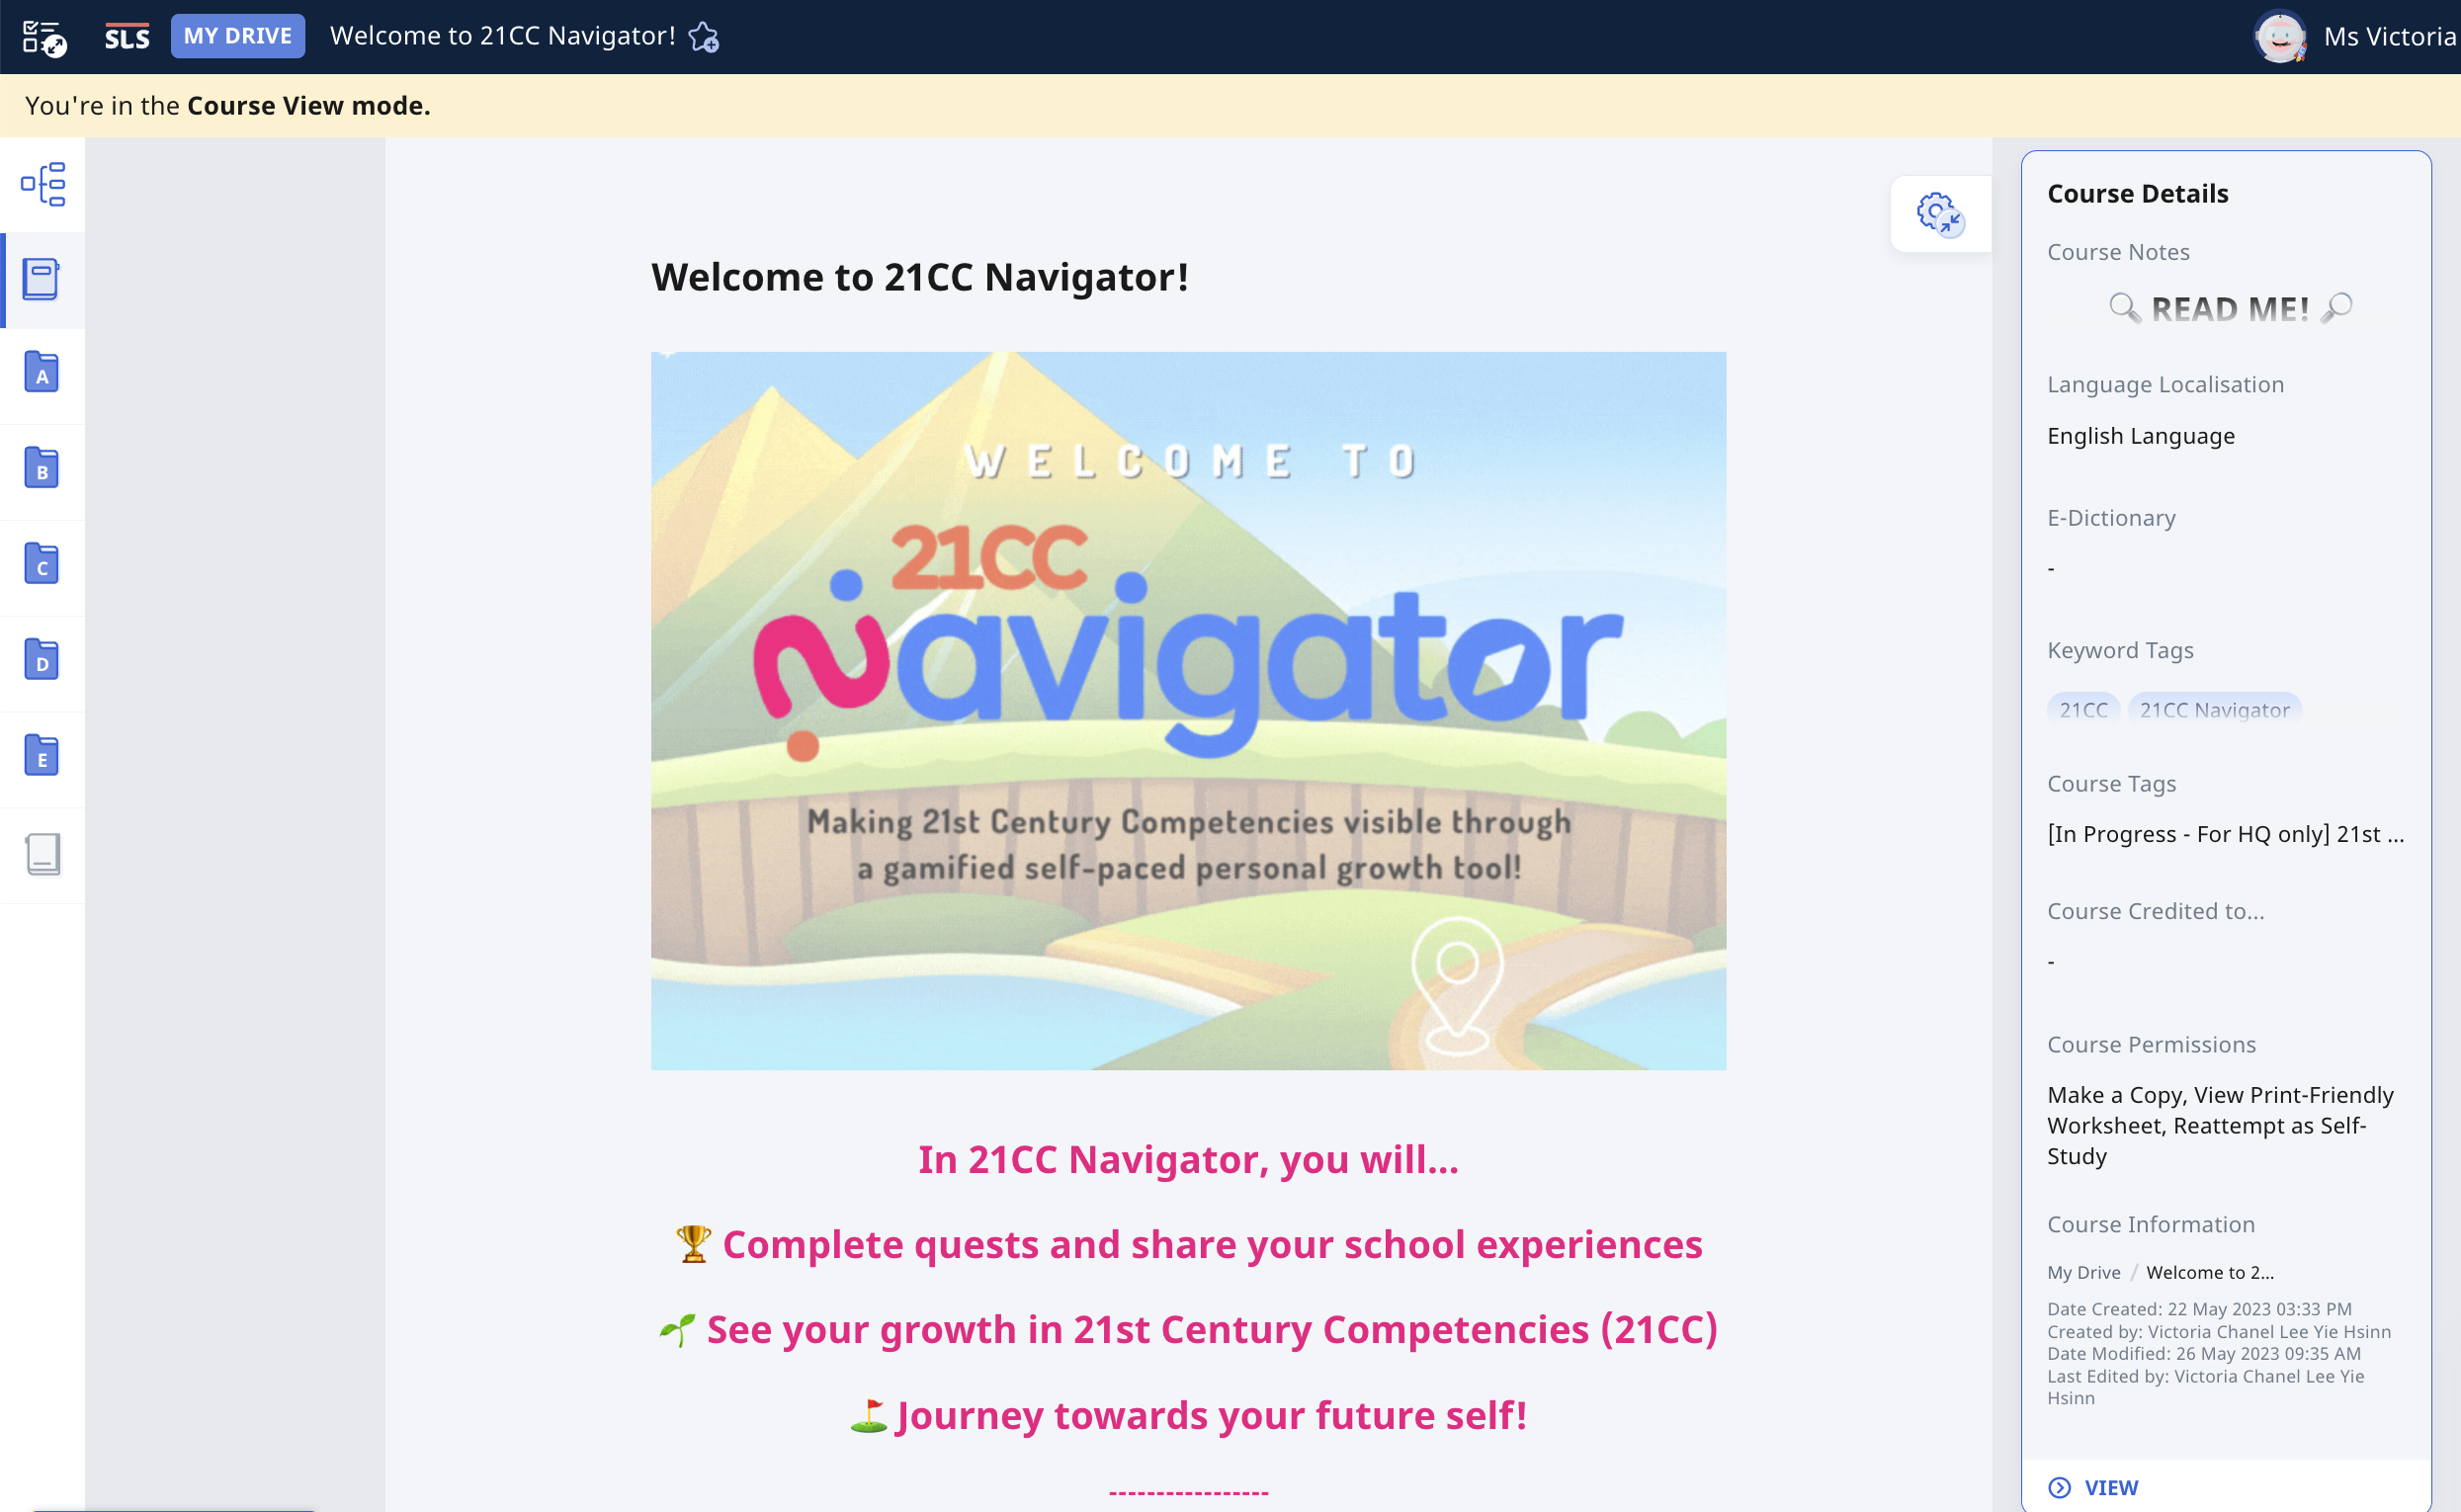 SLS MY DRIVE Welcome to 21CC Navigator! Ms Victoria
You're in the Course View mode.
A
B
C
D
E
Welcome to 21CC Navigator!
WELCOME TO
21CC
Navigator
Making 21st Century Competencies visible through
a gamified self-paced personal growth tool!
In 21CC Navigator, you will...
🏆 Complete quests and share your school experiences
🌱 See your growth in 21st Century Competencies (21CC)
⛳ Journey towards your future self!
-----------------
Course Details
Course Notes
🔍 READ ME! 🔎
Language Localisation
English Language
E-Dictionary
-
Keyword Tags
21CC 21CC Navigator
Course Tags
[In Progress - For HQ only] 21st ...
Course Credited to...
-
Course Permissions
Make a Copy, View Print-Friendly
Worksheet, Reattempt as Self-
Study
Course Information
My Drive / Welcome to 2...
Date Created: 22 May 2023 03:33 PM
Created by: Victoria Chanel Lee Yie Hsinn
Date Modified: 26 May 2023 09:35 AM
Last Edited by: Victoria Chanel Lee Yie
Hsinn
VIEW